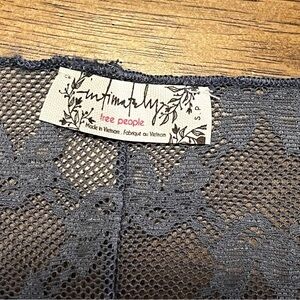 intimately
free people
Made in Vietnam . Fabriqué au Vietnam
S P